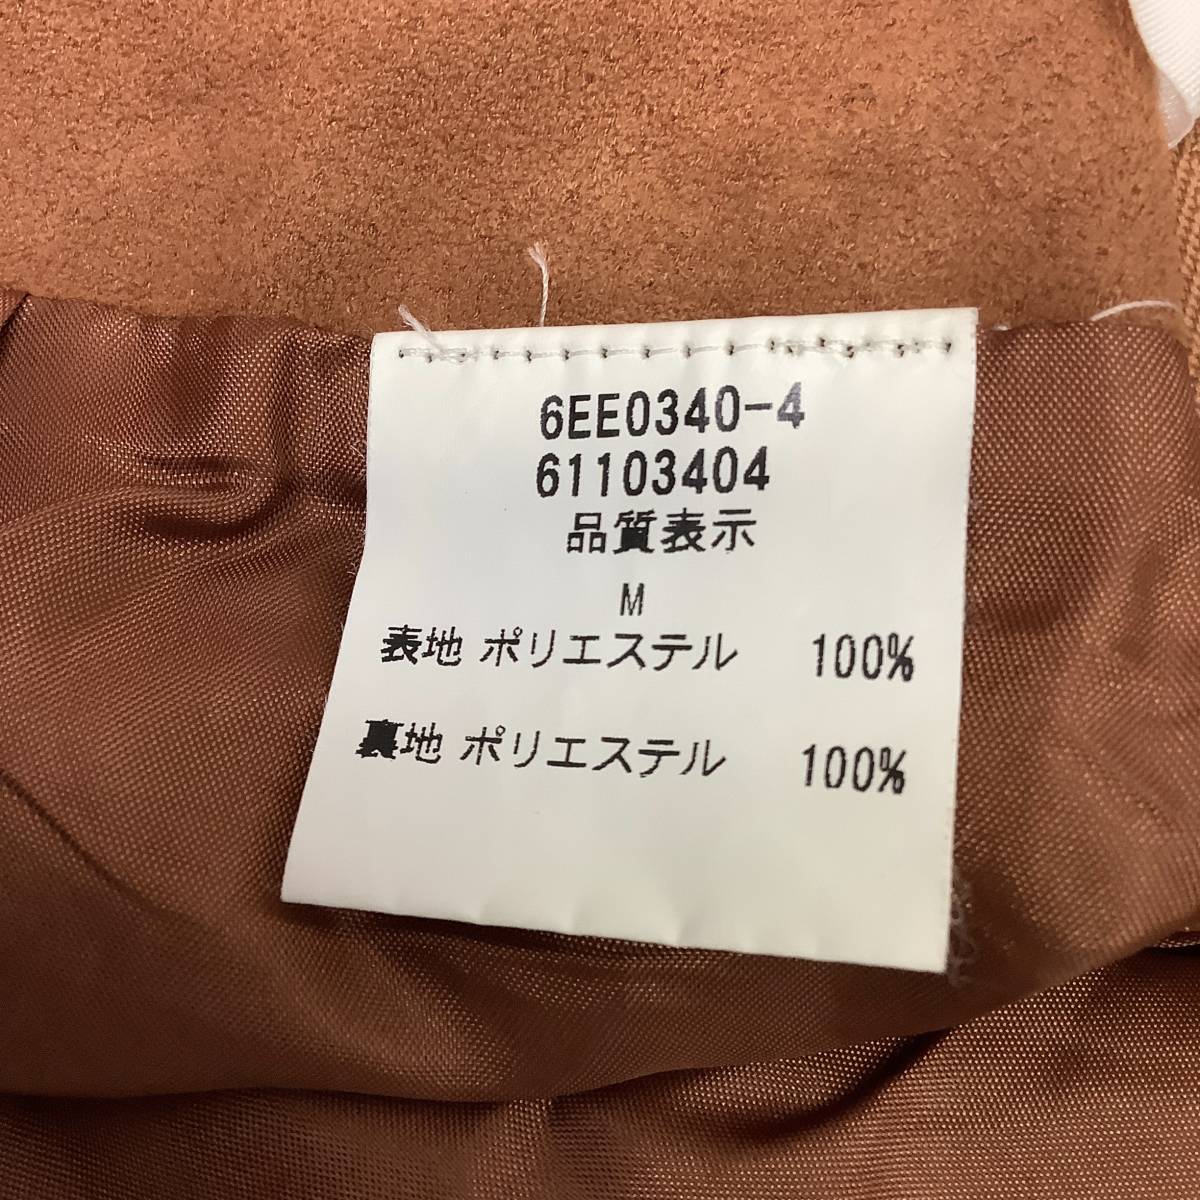 6EE0340-4
61103404
品質表示
M
表地 ポリエステル 100%
裏地 ポリエステル 100%